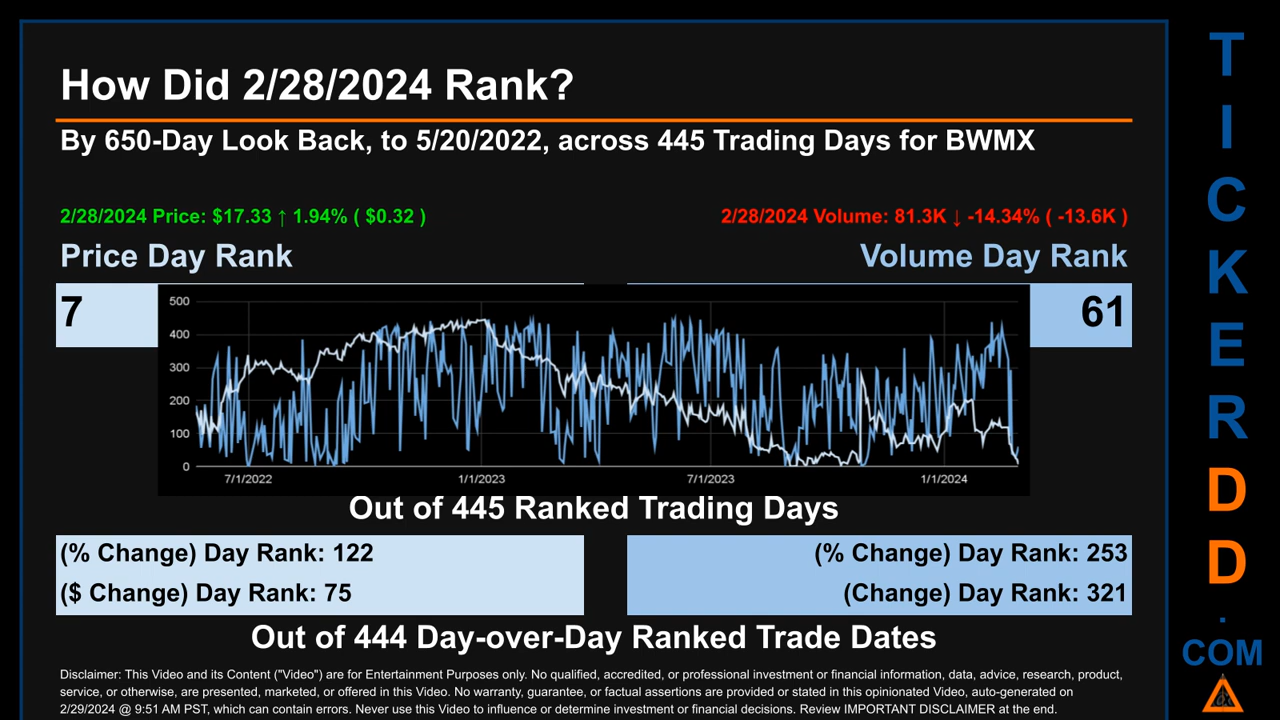 How Did 2/28/2024 Rank?
By 650-Day Look Back, to 5/20/2022, across 445 Trading Days for BWMX
2/28/2024 Price: $17.33 ↑ 1.94% ( $0.32 )
2/28/2024 Volume: 81.3K ↓ -14.34% ( -13.6K )
Price Day Rank
Volume Day Rank
7
61
500
400
300
200
100
0
7/1/2022
1/1/2023
7/1/2023
1/1/2024
Out of 445 Ranked Trading Days
(% Change) Day Rank: 122
($ Change) Day Rank: 75
(% Change) Day Rank: 253
(Change) Day Rank: 321
Out of 444 Day-over-Day Ranked Trade Dates
Disclaimer: This Video and its Content ("Video") are for Entertainment Purposes only. No qualified, accredited, or professional investment or financial information, data, advice, research, product,
service, or otherwise, are presented, marketed, or offered in this Video. No warranty, guarantee, or factual assertions are provided or stated in this opinionated Video, auto-generated on
2/29/2024 @ 9:51 AM PST, which can contain errors. Never use this Video to influence or determine investment or financial decisions. Review IMPORTANT DISCLAIMER at the end.
T
I
C
K
E
R
D
D
.
COM